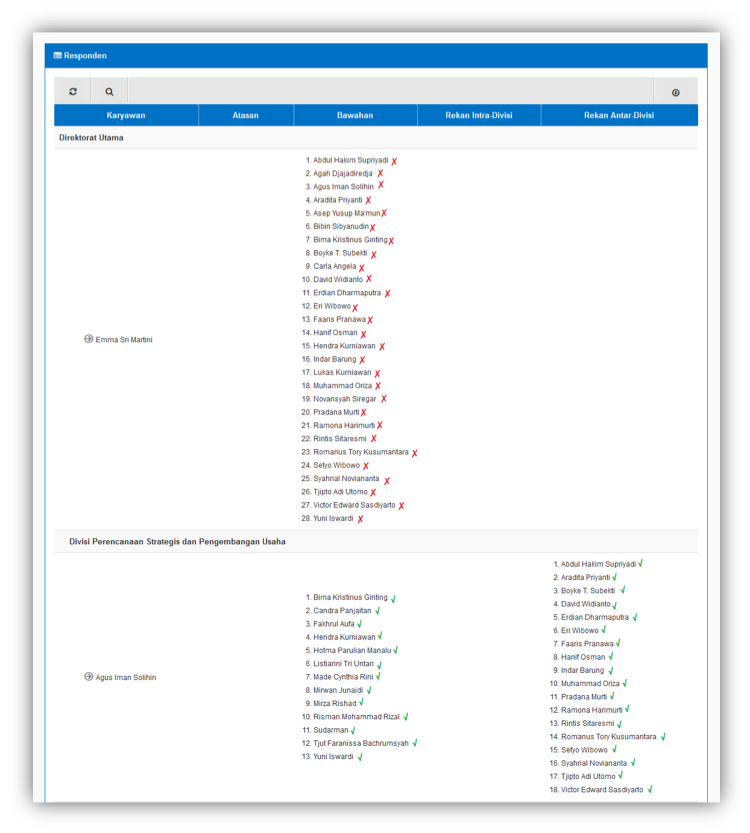 Responden
Karyawan Atasan Bawahan Rekan Intra-Divisi Rekan Antar-Divisi
Direktorat Utama
Emma Sri Martini
1. Abdul Hakim Supriyadi ✗
2. Agah Djajadiredja ✗
3. Agus Iman Solihin ✗
4. Aradita Priyanti ✗
5. Asep Yusup Ma'mun ✗
6. Bibin Sibyanudin ✗
7. Birna Kristinus Ginting ✗
8. Boyke T. Subekti ✗
9. Carla Angela ✗
10. David Widianto ✗
11. Erdian Dharmaputra ✗
12. Eri Wibowo ✗
13. Faaris Pranawa ✗
14. Hanif Osman ✗
15. Hendra Kurniawan ✗
16. Indar Barung ✗
17. Lukas Kurniawan ✗
18. Muhammad Oriza ✗
19. Novansyah Siregar ✗
20. Pradana Murti ✗
21. Ramona Harimurti ✗
22. Rintis Sitaresmi ✗
23. Romanus Tory Kusumantara ✗
24. Setyo Wibowo ✗
25. Syahrial Noviananta ✗
26. Tjipto Adi Utomo ✗
27. Victor Edward Sasdiyarto ✗
28. Yuni Iswardi ✗
Divisi Perencanaan Strategis dan Pengembangan Usaha
Agus Iman Solihin
1. Birna Kristinus Ginting √
2. Candra Panjaitan √
3. Fakhrul Aufa √
4. Hendra Kurniawan √
5. Hotma Parulian Manalu √
6. Listiarini Tri Untari √
7. Made Cynthia Rini √
8. Mirwan Junaidi √
9. Mirza Rishad √
10. Risman Mohammad Rizal √
11. Sudarman √
12. Tjut Faranissa Bachrumsyah √
13. Yuni Iswardi √
1. Abdul Hakim Supriyadi √
2. Aradita Priyanti √
3. Boyke T. Subekti √
4. David Widianto √
5. Erdian Dharmaputra √
6. Eri Wibowo √
7. Faaris Pranawa √
8. Hanif Osman √
9. Indar Barung √
10. Muhammad Oriza √
11. Pradana Murti √
12. Ramona Harimurti √
13. Rintis Sitaresmi √
14. Romanus Tory Kusumantara √
15. Setyo Wibowo √
16. Syahrial Noviananta √
17. Tjipto Adi Utomo √
18. Victor Edward Sasdiyarto √